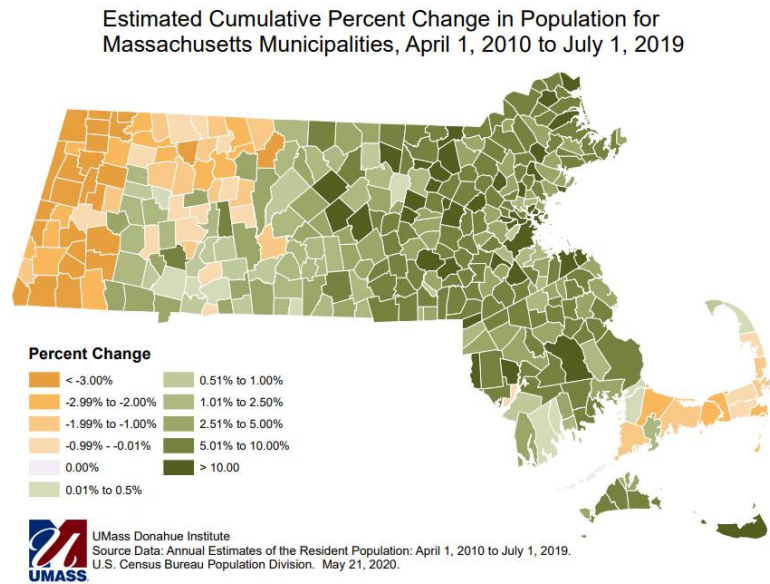 Estimated Cumulative Percent Change in Population for
Massachusetts Municipalities, April 1, 2010 to July 1, 2019
Percent Change
< -3.00%
-2.99% to -2.00%
-1.99% to -1.00%
-0.99% - -0.01%
0.00%
0.01% to 0.5%
0.51% to 1.00%
1.01% to 2.50%
2.51% to 5.00%
5.01% to 10.00%
> 10.00
UMASS
UMass Donahue Institute
Source Data: Annual Estimates of the Resident Population: April 1, 2010 to July 1, 2019.
U.S. Census Bureau Population Division. May 21, 2020.